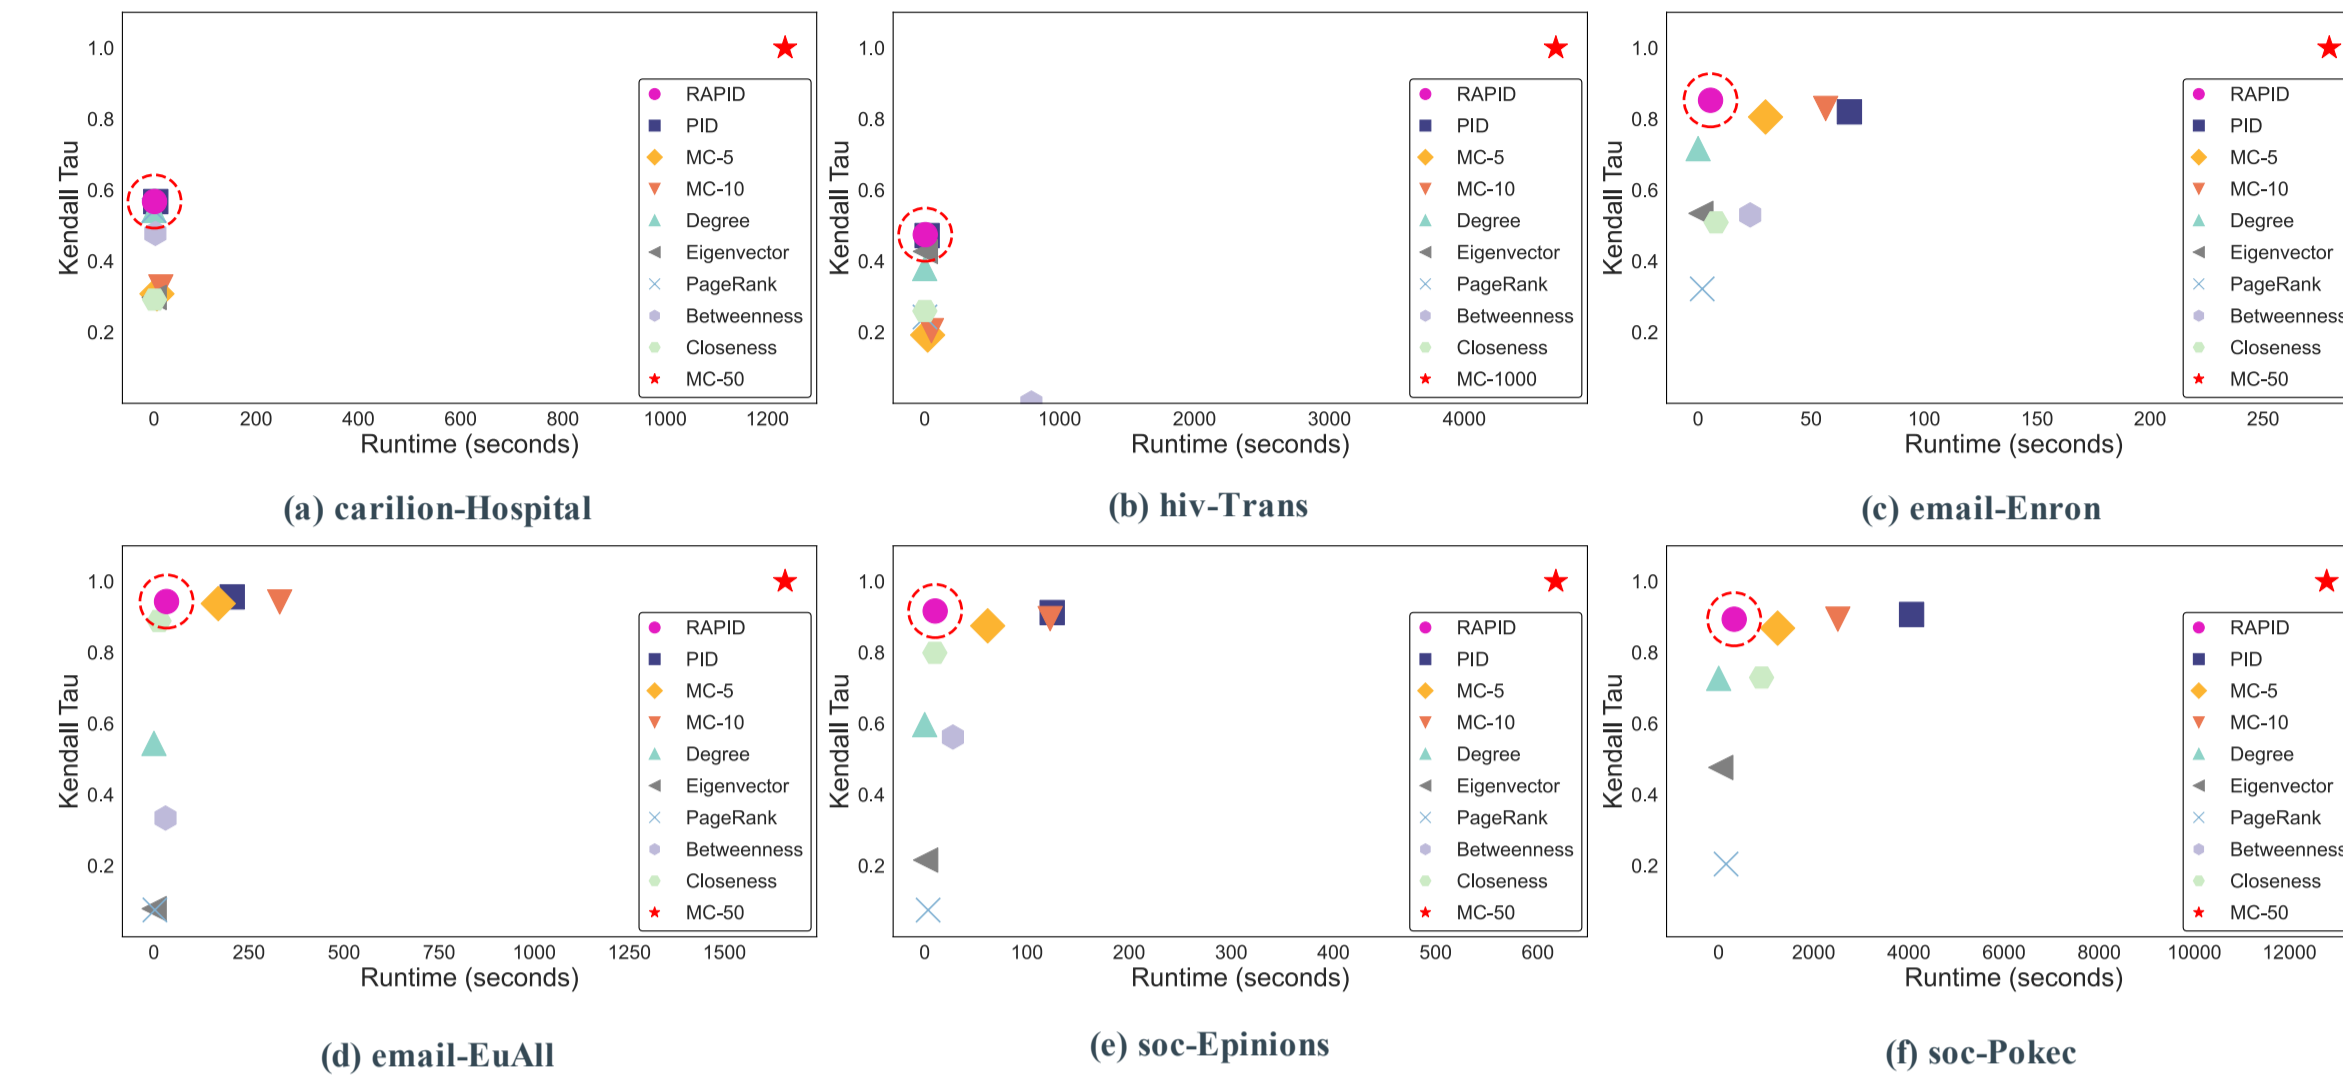 1.0
0.8
0.6
0.4
0.2
Kendall Tau
RAPID
PID
MC-5
MC-10
Degree
Eigenvector
PageRank
Betweenness
Closeness
MC-50
0 200 400 600 800 1000 1200
Runtime (seconds)
(a) carilion-Hospital
1.0
0.8
0.6
0.4
0.2
Kendall Tau
RAPID
PID
MC-5
MC-10
Degree
Eigenvector
PageRank
Betweenness
Closeness
MC-1000
0 1000 2000 3000 4000
Runtime (seconds)
(b) hiv-Trans
1.0
0.8
0.6
0.4
0.2
Kendall Tau
RAPID
PID
MC-5
MC-10
Degree
Eigenvector
PageRank
Betweenness
Closeness
MC-50
0 50 100 150 200 250
Runtime (seconds)
(c) email-Enron
1.0
0.8
0.6
0.4
0.2
Kendall Tau
RAPID
PID
MC-5
MC-10
Degree
Eigenvector
PageRank
Betweenness
Closeness
MC-50
0 250 500 750 1000 1250 1500
Runtime (seconds)
(d) email-EuAll
1.0
0.8
0.6
0.4
0.2
Kendall Tau
RAPID
PID
MC-5
MC-10
Degree
Eigenvector
PageRank
Betweenness
Closeness
MC-50
0 100 200 300 400 500 600
Runtime (seconds)
(e) soc-Epinions
1.0
0.8
0.6
0.4
0.2
Kendall Tau
RAPID
PID
MC-5
MC-10
Degree
Eigenvector
PageRank
Betweenness
Closeness
MC-50
0 2000 4000 6000 8000 10000 12000
Runtime (seconds)
(f) soc-Pokec